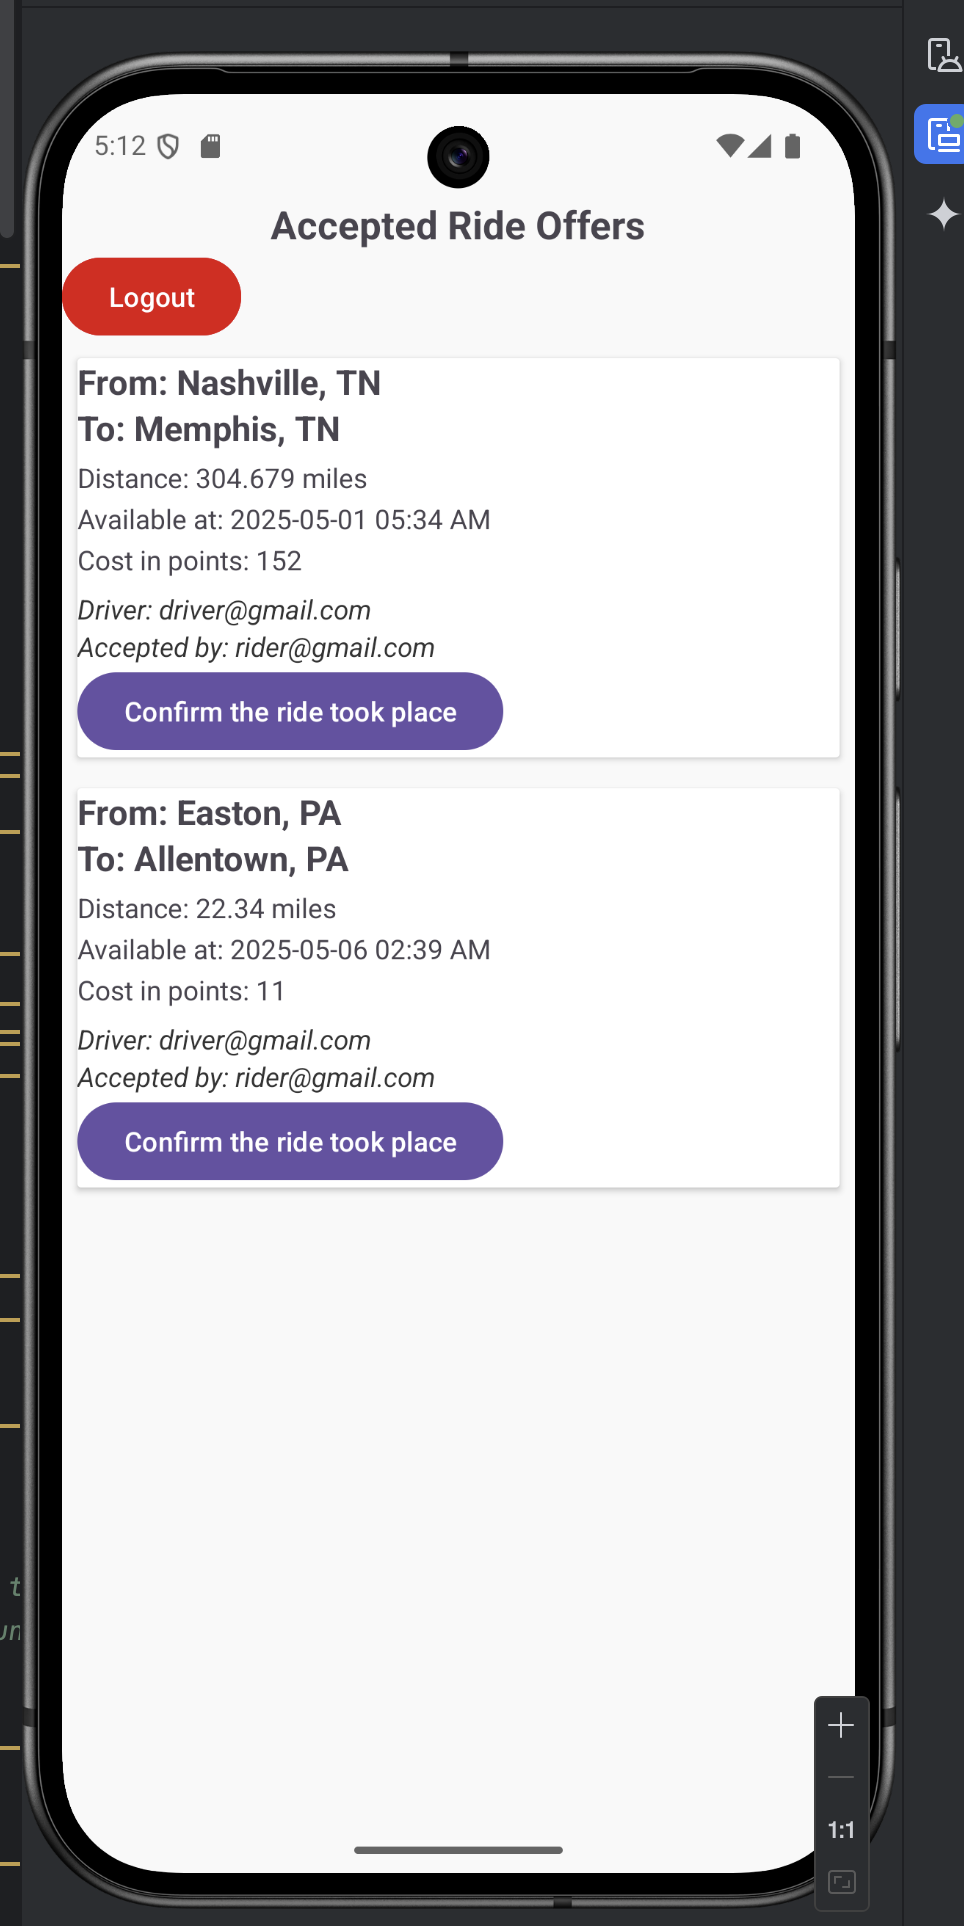 5:12
Accepted Ride Offers
Logout
From: Nashville, TN
To: Memphis, TN
Distance: 304.679 miles
Available at: 2025-05-01 05:34 AM
Cost in points: 152
Driver: driver@gmail.com
Accepted by: rider@gmail.com
Confirm the ride took place
From: Easton, PA
To: Allentown, PA
Distance: 22.34 miles
Available at: 2025-05-06 02:39 AM
Cost in points: 11
Driver: driver@gmail.com
Accepted by: rider@gmail.com
Confirm the ride took place
1:1